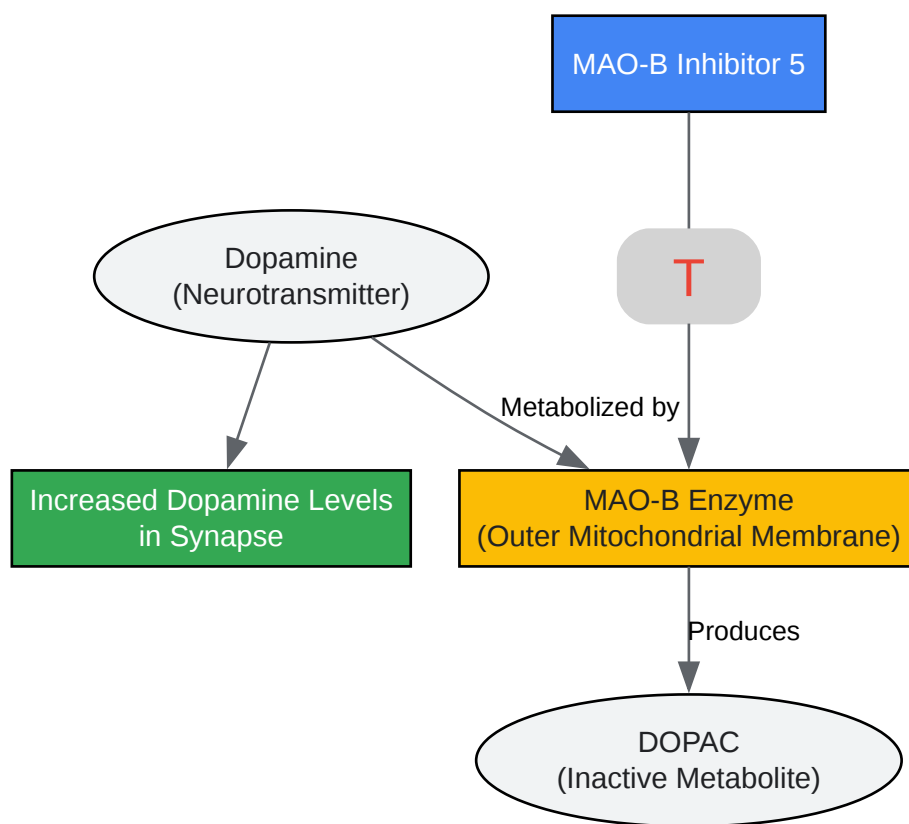 MAO-B Inhibitor 5
Dopamine
(Neurotransmitter)
T
Metabolized by
Increased Dopamine Levels
in Synapse
MAO-B Enzyme
(Outer Mitochondrial Membrane)
Produces
DOPAC
(Inactive Metabolite)